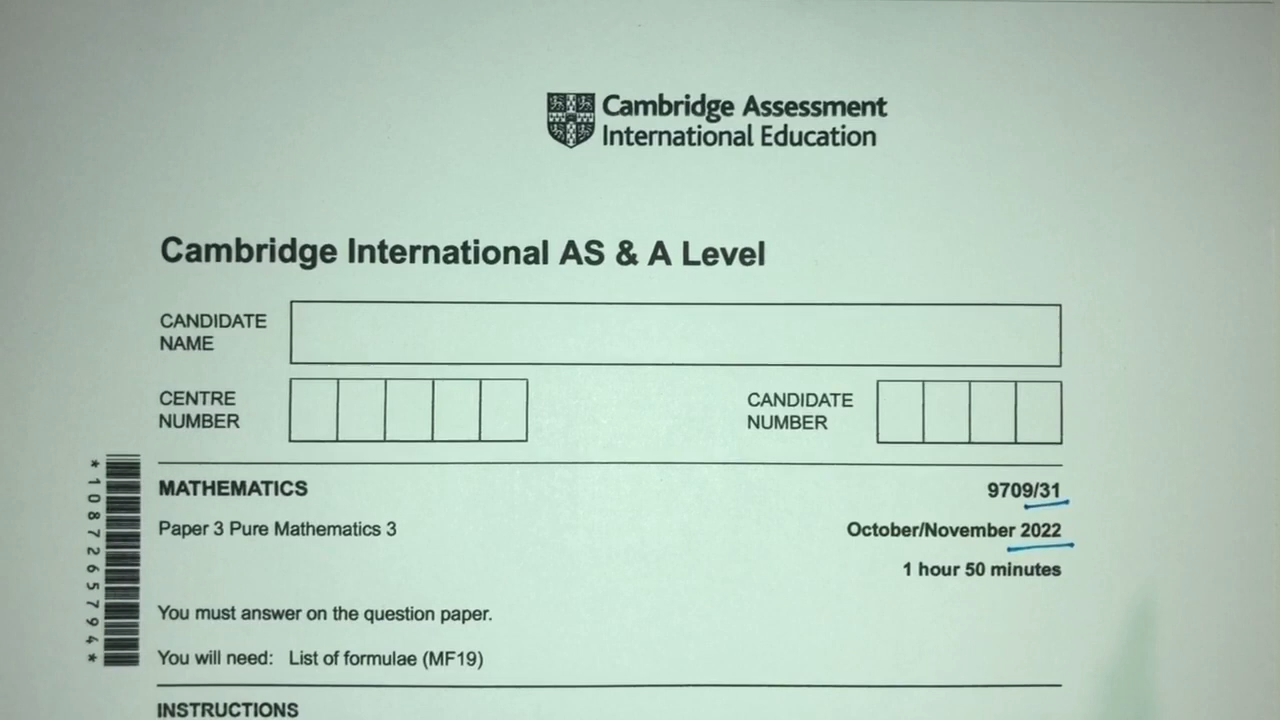 Cambridge Assessment
International Education
Cambridge International AS & A Level
CANDIDATE
NAME
CENTRE
NUMBER
CANDIDATE
NUMBER
*1087265794*
MATHEMATICS 9709/31
Paper 3 Pure Mathematics 3 October/November 2022
1 hour 50 minutes
You must answer on the question paper.
You will need: List of formulae (MF19)
INSTRUCTIONS